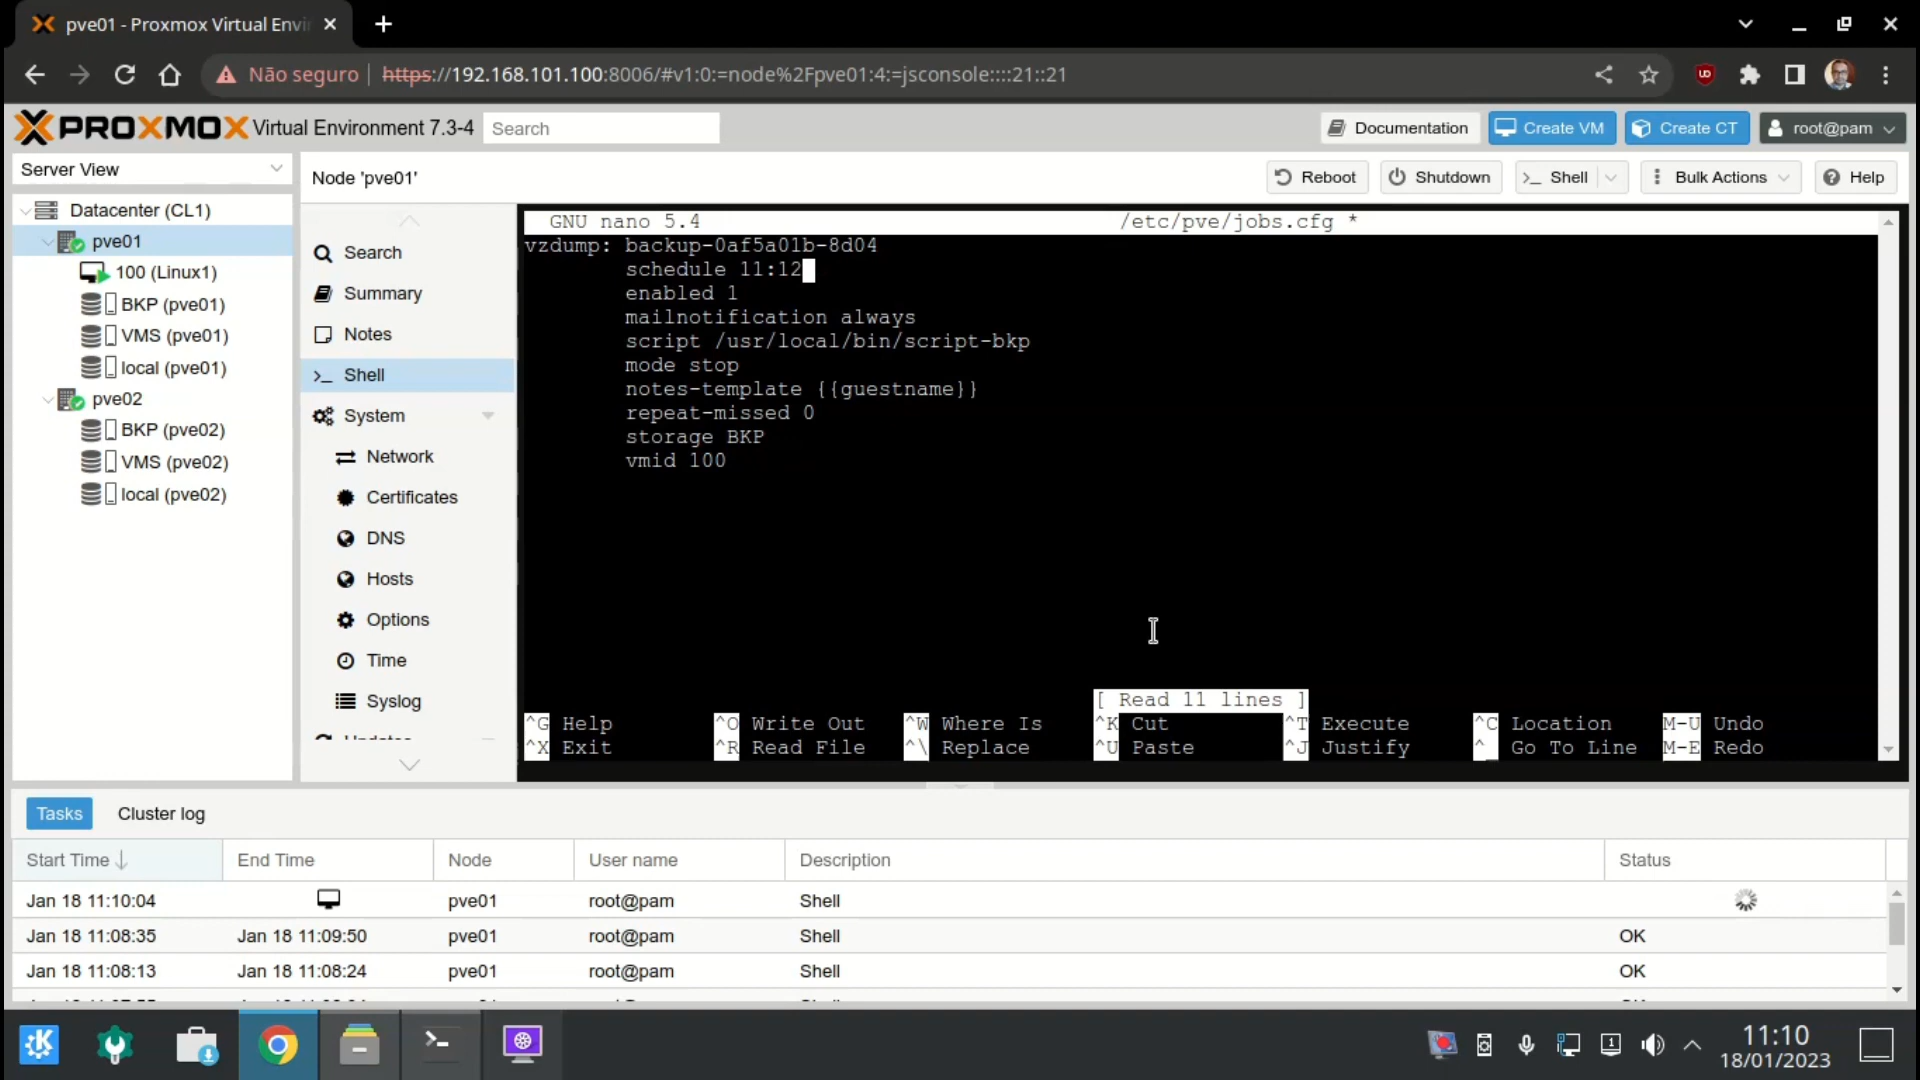 pve01 - Proxmox Virtual Envi
Não seguro
https://192.168.101.100:8006/#v1:0:=node%2Fpve01:4:=jsconsole::::21::21
PROXMOX Virtual Environment 7.3-4
Search
Documentation
Create VM
Create CT
root@pam
Server View
Node 'pve01'
Reboot
Shutdown
>_ Shell
Bulk Actions
Help
Datacenter (CL1)
pve01
100 (Linux1)
BKP (pve01)
VMS (pve01)
local (pve01)
pve02
BKP (pve02)
VMS (pve02)
local (pve02)
Search
Summary
Notes
>_ Shell
System
Network
Certificates
DNS
Hosts
Options
Time
Syslog
GNU nano 5.4 /etc/pve/jobs.cfg *
vzdump: backup-0af5a01b-8d04
schedule 11:12
enabled 1
mailnotification always
script /usr/local/bin/script-bkp
mode stop
notes-template {{guestname}}
repeat-missed 0
storage BKP
vmid 100
[ Read 11 lines ]
^G Help ^O Write Out ^W Where Is ^K Cut ^T Execute ^C Location M-U Undo
^X Exit ^R Read File ^\ Replace ^U Paste ^J Justify ^_ Go To Line M-E Redo
Tasks
Cluster log
Start Time End Time Node User name Description Status
Jan 18 11:10:04 pve01 root@pam Shell
Jan 18 11:08:35 Jan 18 11:09:50 pve01 root@pam Shell OK
Jan 18 11:08:13 Jan 18 11:08:24 pve01 root@pam Shell OK
11:10
18/01/2023